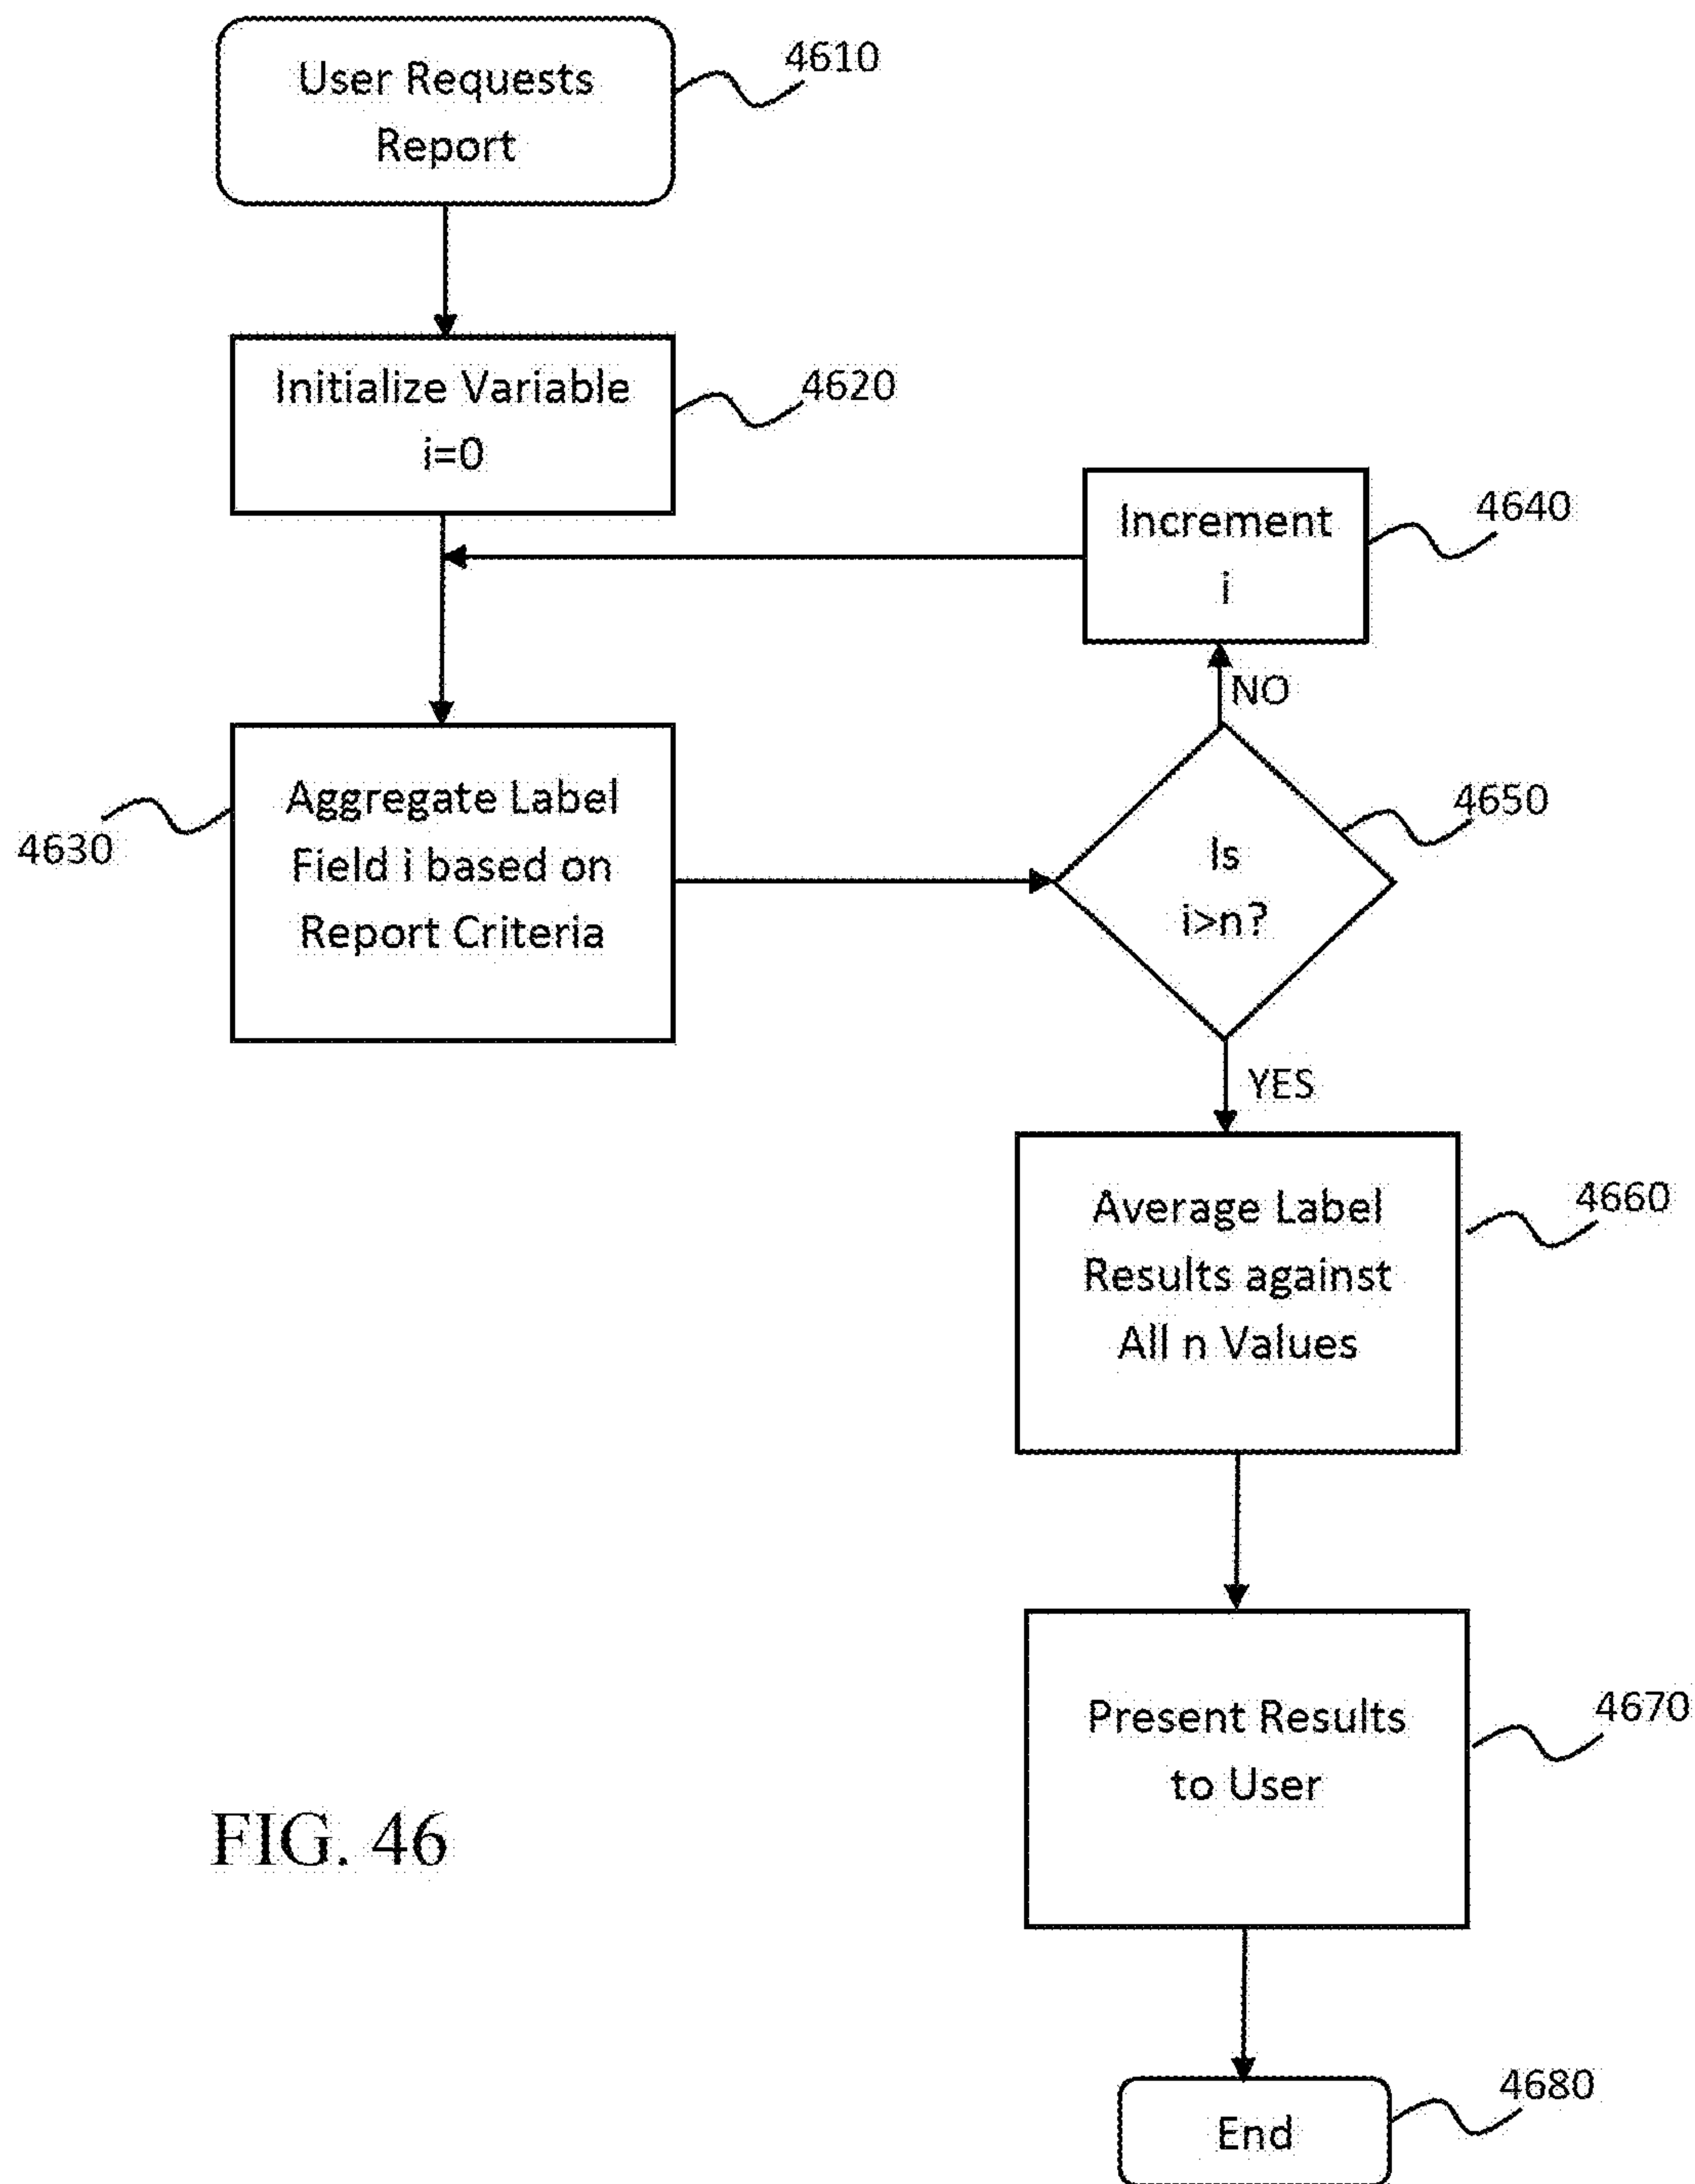 User Requests
Report
4610
Initialize Variable
i=0
4620
Increment
i
4640
NO
Aggregate Label
Field i based on
Report Criteria
4630
Is
i>n?
4650
YES
Average Label
Results against
All n Values
4660
Present Results
to User
4670
FIG. 46
End
4680